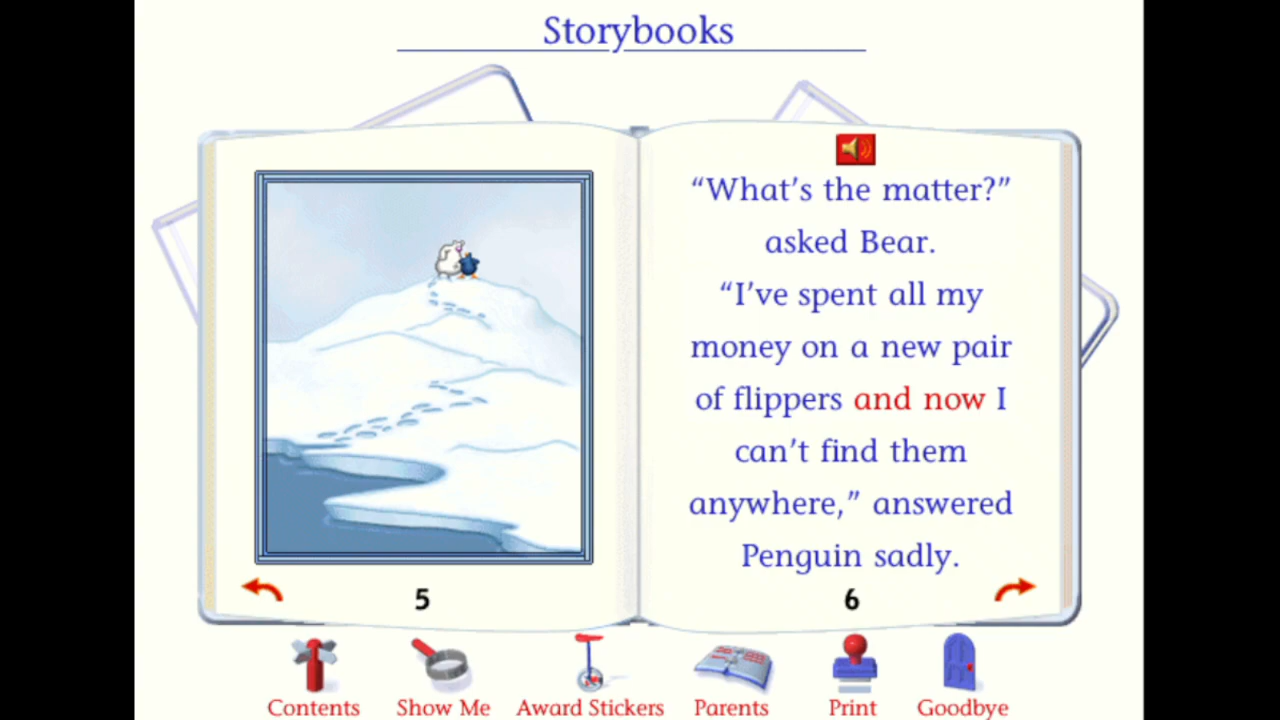 Storybooks
“What’s the matter?”
asked Bear.
“I’ve spent all my
money on a new pair
of flippers and now I
can’t find them
anywhere,” answered
Penguin sadly.
5
6
Contents
Show Me
Award Stickers
Parents
Print
Goodbye